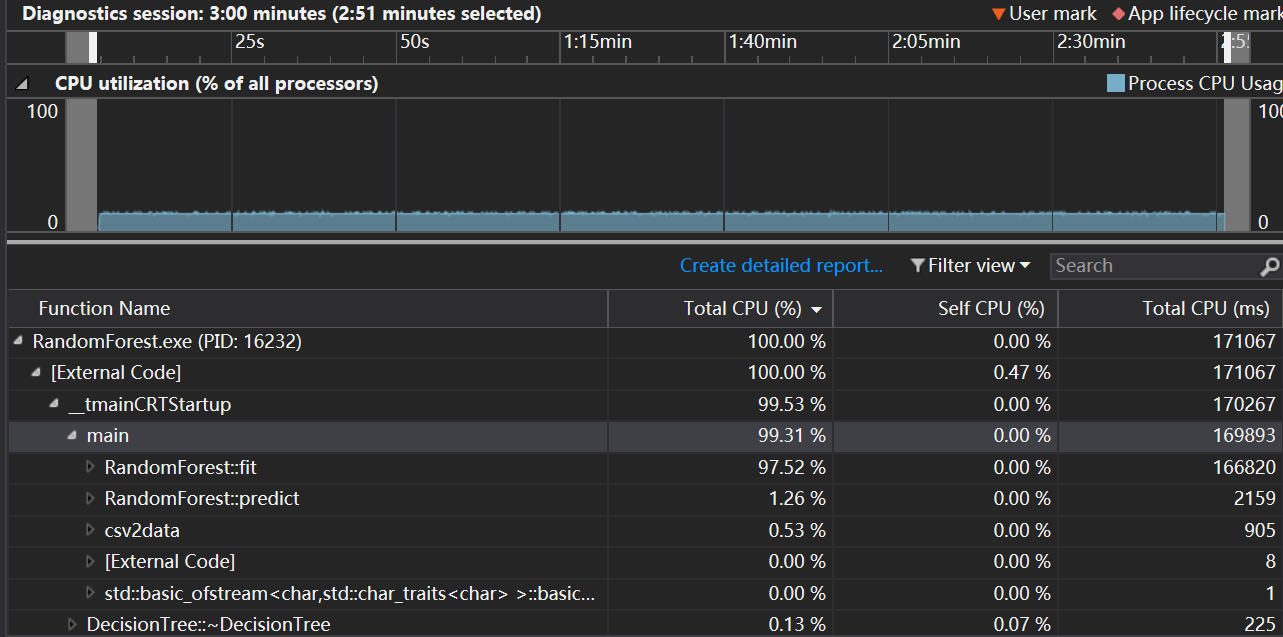 Diagnostics session: 3:00 minutes (2:51 minutes selected)
User mark App lifecycle mark
25s 50s 1:15min 1:40min 2:05min 2:30min
CPU utilization (% of all processors) Process CPU Usag
100 100
0 0
Create detailed report... Filter view Search
Function Name Total CPU (%) Self CPU (%) Total CPU (ms)
RandomForest.exe (PID: 16232) 100.00 % 0.00 % 171067
[External Code] 100.00 % 0.47 % 171067
__tmainCRTStartup 99.53 % 0.00 % 170267
main 99.31 % 0.00 % 169893
RandomForest::fit 97.52 % 0.00 % 166820
RandomForest::predict 1.26 % 0.00 % 2159
csv2data 0.53 % 0.00 % 905
[External Code] 0.00 % 0.00 % 8
std::basic_ofstream<char,std::char_traits<char> >::basic... 0.00 % 0.00 % 1
DecisionTree::~DecisionTree 0.13 % 0.07 % 225